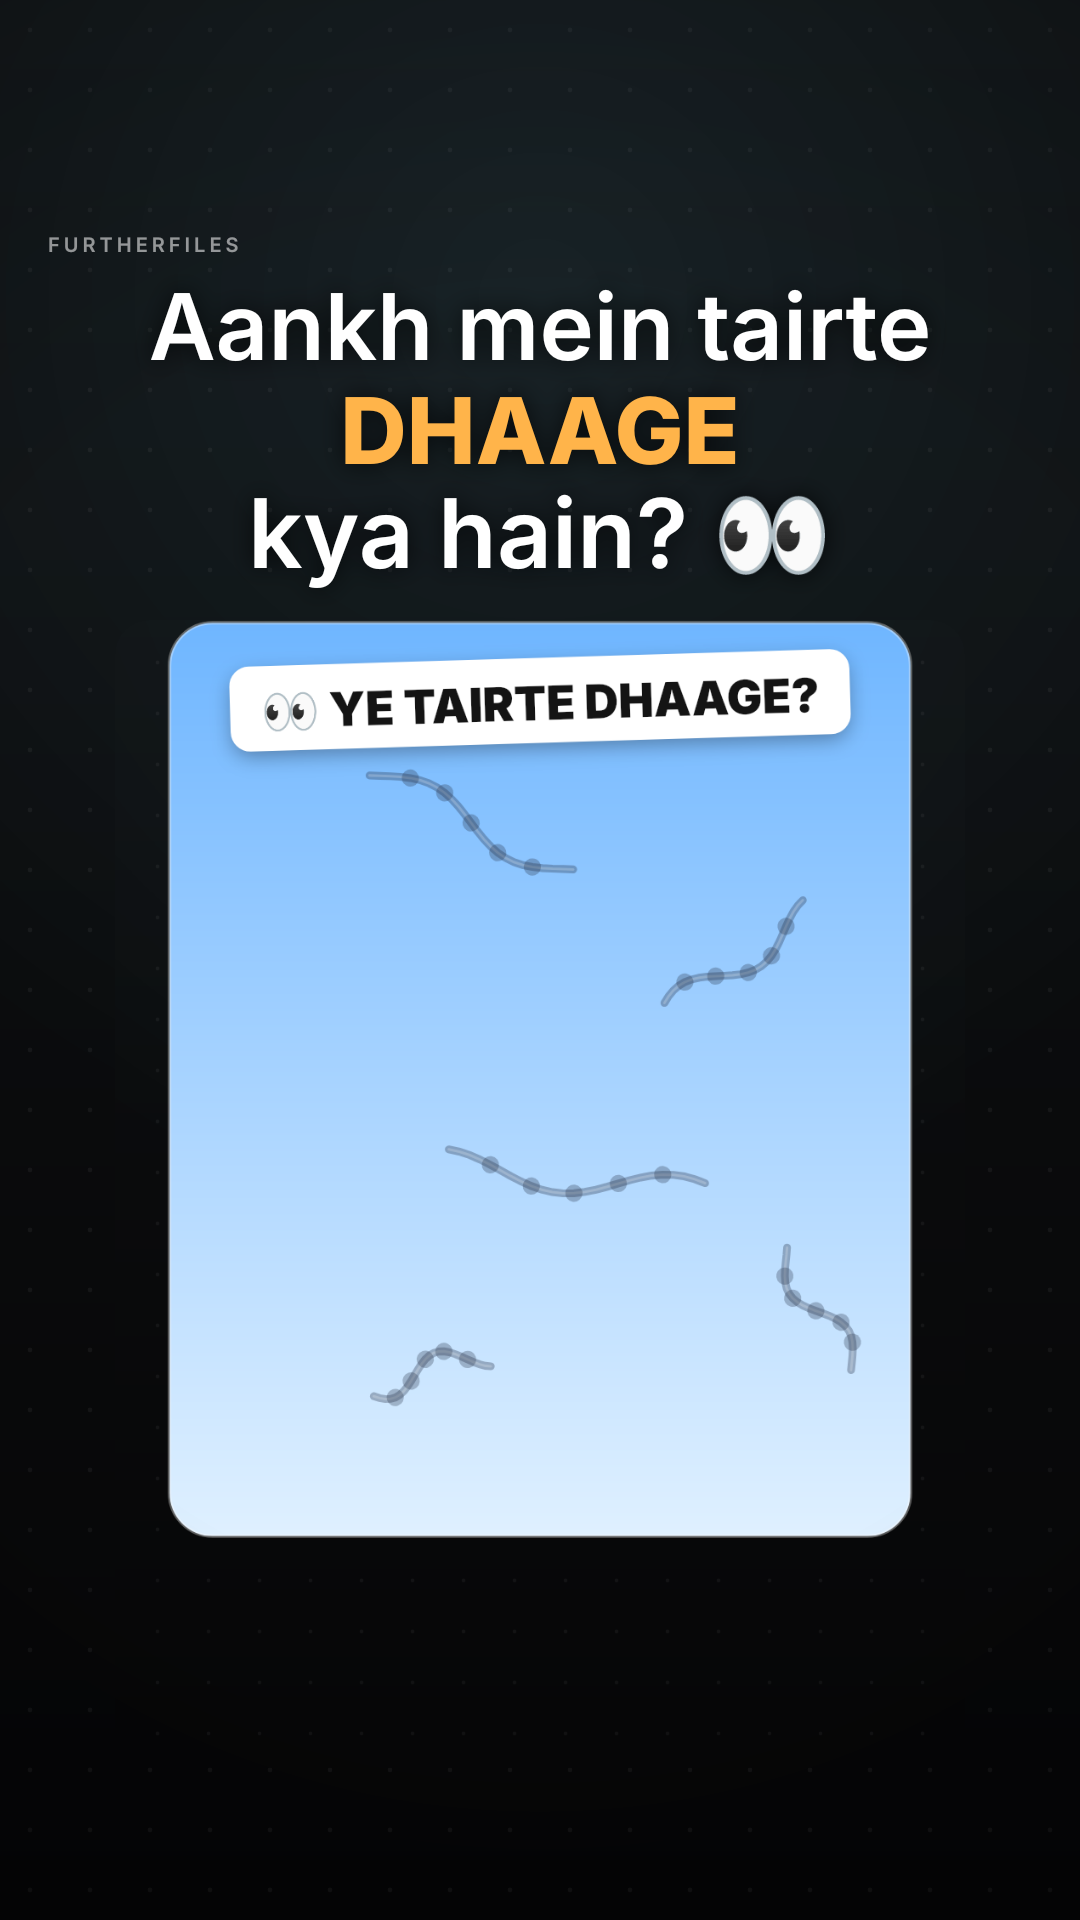 FURTHERFILES
Aankh mein tairte
DHAAGE
kya hain? 👀
👀 YE TAIRTE DHAAGE?